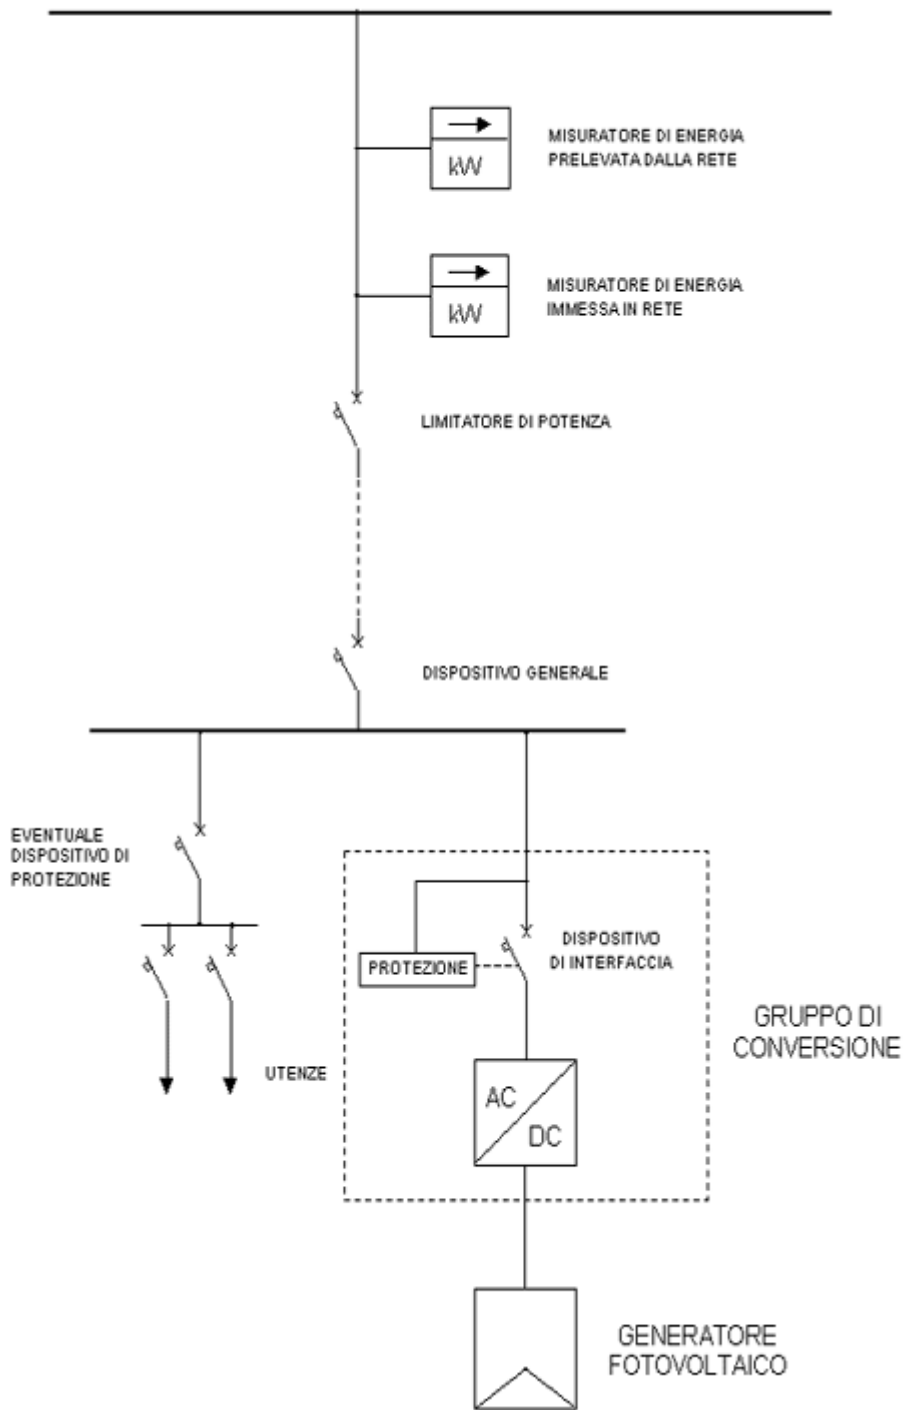 MISURATORE DI ENERGIA
PRELEVATA DALLA RETE
kW
MISURATORE DI ENERGIA
IMMESSA IN RETE
kW
LIMITATORE DI POTENZA
DISPOSITIVO GENERALE
EVENTUALE
DISPOSITIVO DI
PROTEZIONE
DISPOSITIVO
DI INTERFACCIA
PROTEZIONE
GRUPPO DI
CONVERSIONE
UTENZE
AC
DC
GENERATORE
FOTOVOLTAICO